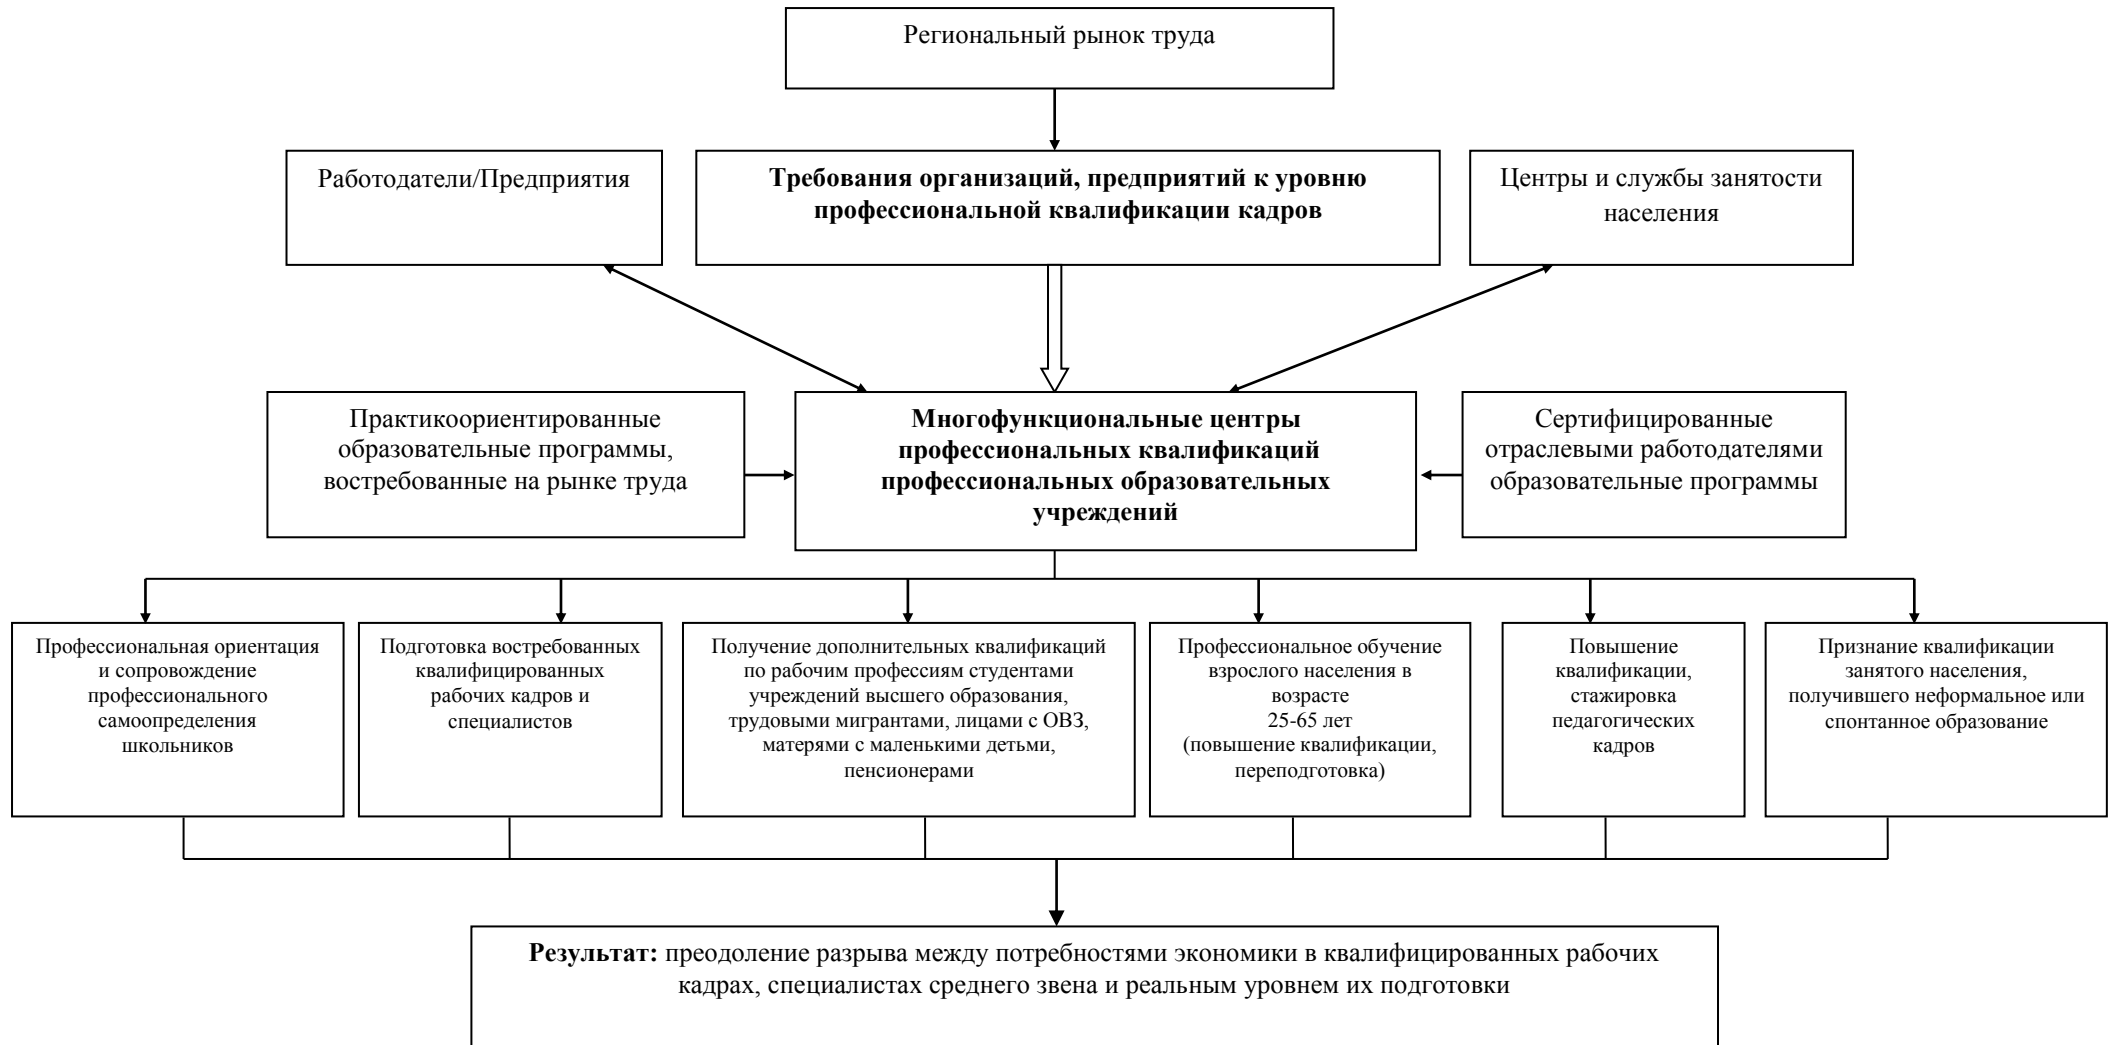 Региональный рынок труда
Работодатели/Предприятия
Требования организаций, предприятий к уровню
профессиональной квалификации кадров
Центры и службы занятости
населения
Практикоориентированные
образовательные программы,
востребованные на рынке труда
Многофункциональные центры
профессиональных квалификаций
профессиональных образовательных
учреждений
Сертифицированные
отраслевыми работодателями
образовательные программы
Профессиональная ориентация
и сопровождение
профессионального
самоопределения
школьников
Подготовка востребованных
квалифицированных
рабочих кадров и
специалистов
Получение дополнительных квалификаций
по рабочим профессиям студентами
учреждений высшего образования,
трудовыми мигрантами, лицами с ОВЗ,
матерями с маленькими детьми,
пенсионерами
Профессиональное обучение
взрослого населения в
возрасте
25-65 лет
(повышение квалификации,
переподготовка)
Повышение
квалификации,
стажировка
педагогических
кадров
Признание квалификации
занятого населения,
получившего неформальное или
спонтанное образование
Результат: преодоление разрыва между потребностями экономики в квалифицированных рабочих
кадрах, специалистах среднего звена и реальным уровнем их подготовки